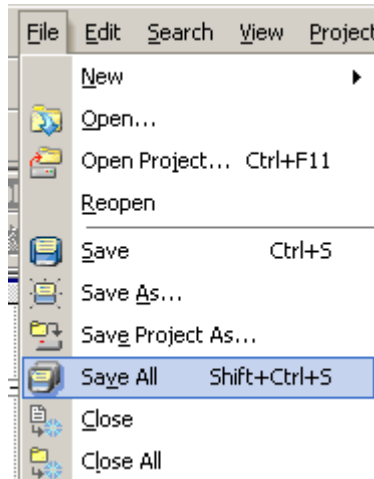 File Edit Search View Project
New
Open...
Open Project... Ctrl+F11
Reopen
Save Ctrl+S
Save As...
Save Project As...
Save All Shift+Ctrl+S
Close
Close All